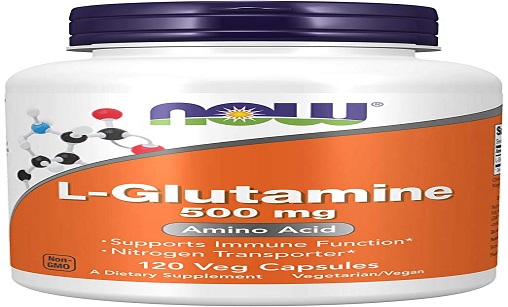 now®
L-Glutamine
500 mg
Amino Acid
• Supports Immune Function*
• Nitrogen Transporter*
120 Veg Capsules
Non-
GMO
A Dietary Supplement Vegetarian/Vegan